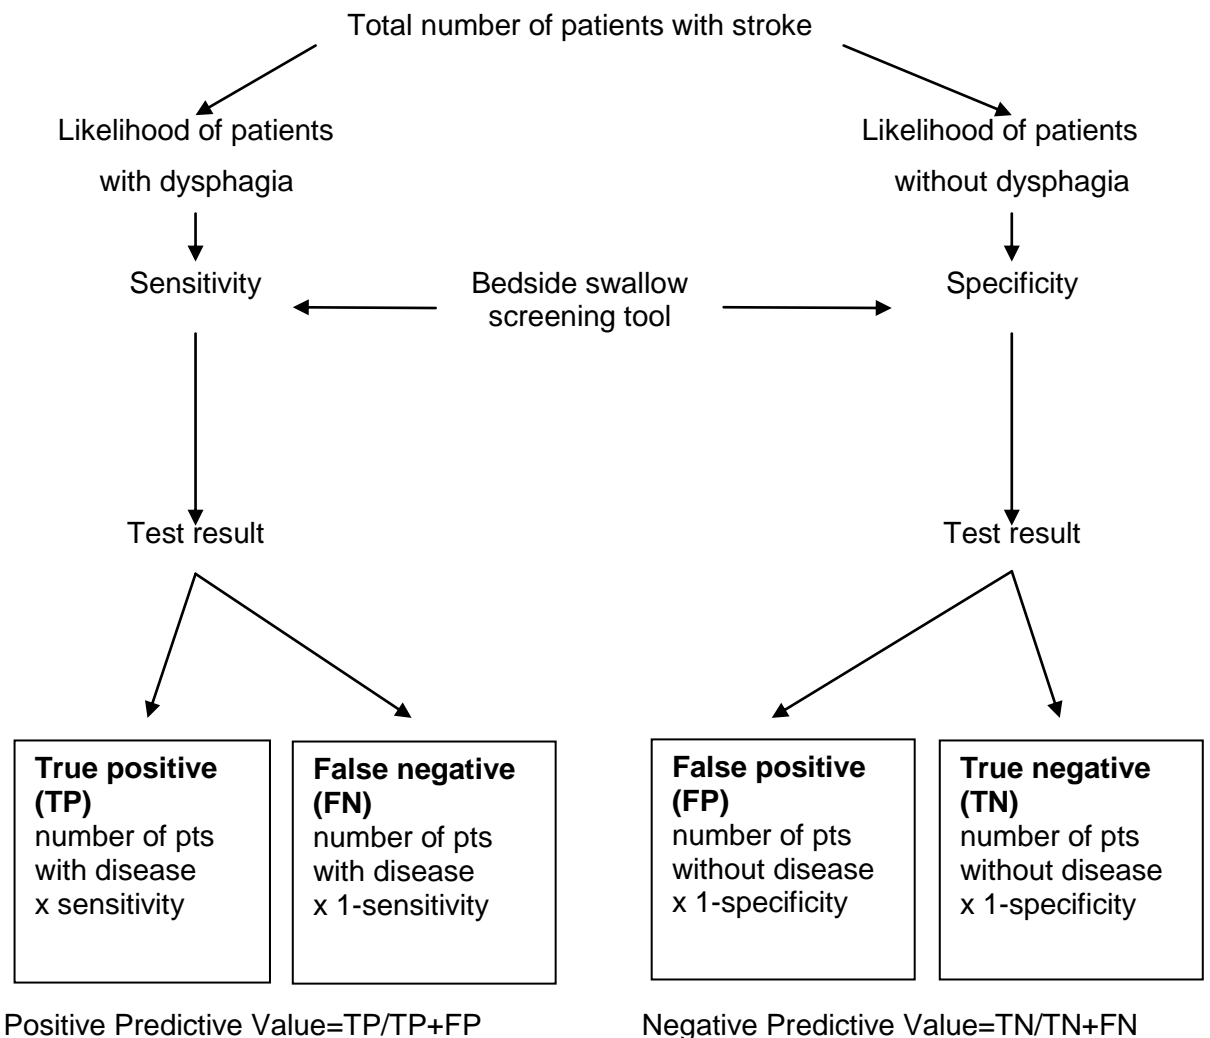 Total number of patients with stroke
Likelihood of patients
with dysphagia
Likelihood of patients
without dysphagia
Sensitivity
Bedside swallow
screening tool
Specificity
Test result
Test result
True positive
(TP)
number of pts
with disease
x sensitivity
False negative
(FN)
number of pts
with disease
x 1-sensitivity
False positive
(FP)
number of pts
without disease
x 1-specificity
True negative
(TN)
number of pts
without disease
x 1-specificity
Positive Predictive Value=TP/TP+FP
Negative Predictive Value=TN/TN+FN